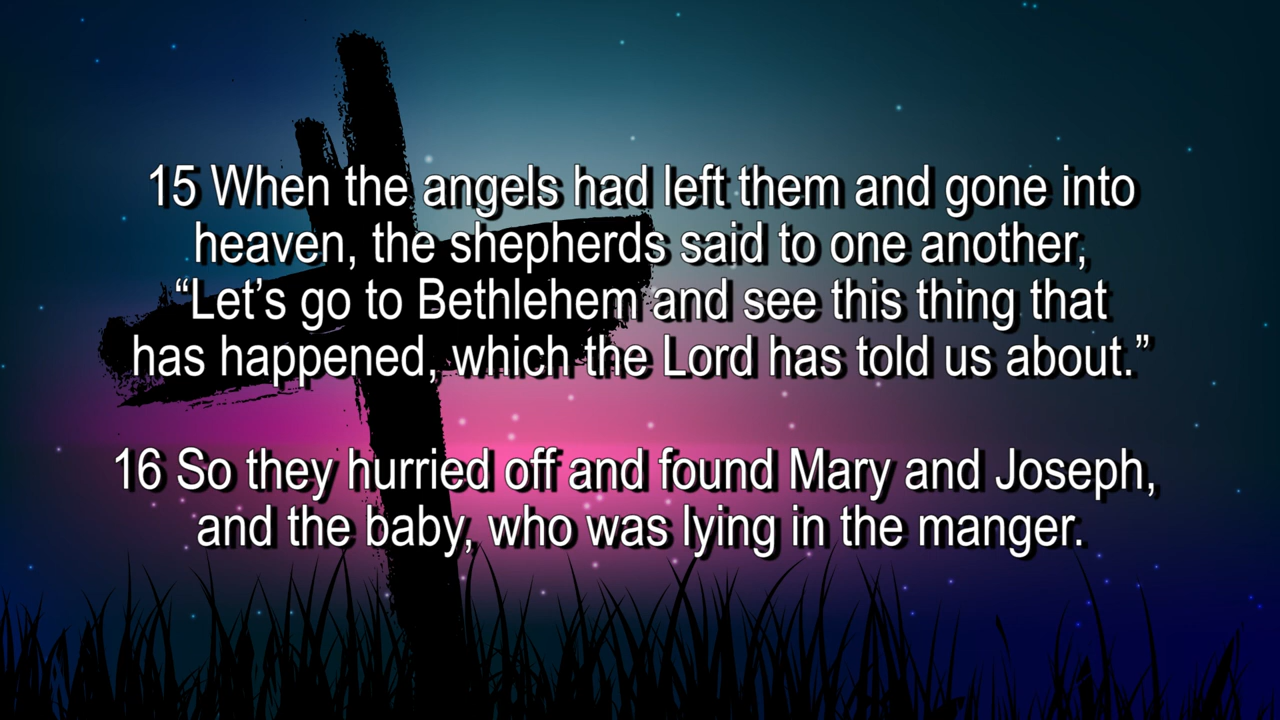 15 When the angels had left them and gone into
heaven, the shepherds said to one another,
“Let’s go to Bethlehem and see this thing that
has happened, which the Lord has told us about.”
16 So they hurried off and found Mary and Joseph,
and the baby, who was lying in the manger.